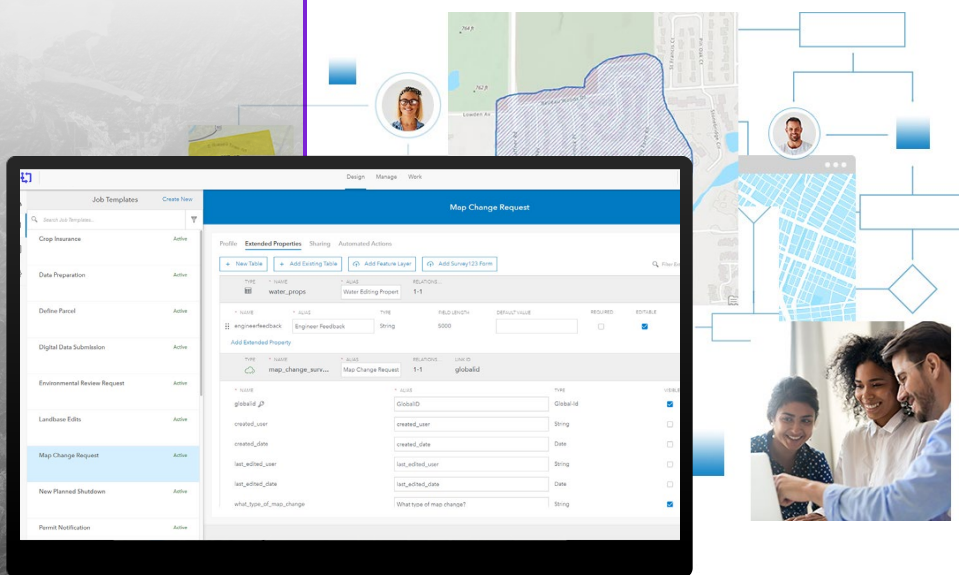 764 ft
762 ft
Lowden Av
Design Manage Work
Job Templates Create New
Search Job Templates...
Crop Insurance Active
Data Preparation Active
Define Parcel Active
Digital Data Submission Active
Environmental Review Request Active
Landbase Edits Active
Map Change Request Active
New Planned Shutdown Active
Permit Notification Active
Map Change Request
Profile Extended Properties Sharing Automated Actions
+ New Table + Add Existing Table Add Feature Layer Add Survey123 Form
TYPE * NAME * ALIAS RELATIONS...
water_props Water Editing Propert 1-1
* NAME * ALIAS TYPE FIELD LENGTH DEFAULT VALUE REQUIRED EDITABLE
engineerfeedback Engineer Feedback String 5000
Add Extended Property
TYPE * NAME * ALIAS RELATIONS... LINK ID
map_change_surv... Map Change Request 1-1 globalid
* NAME * ALIAS TYPE VISIBLE
globalid GlobalID Global-Id
created_user created_user String
created_date created_date Date
last_edited_user last_edited_user String
last_edited_date last_edited_date Date
what_type_of_map_change What type of map change? String